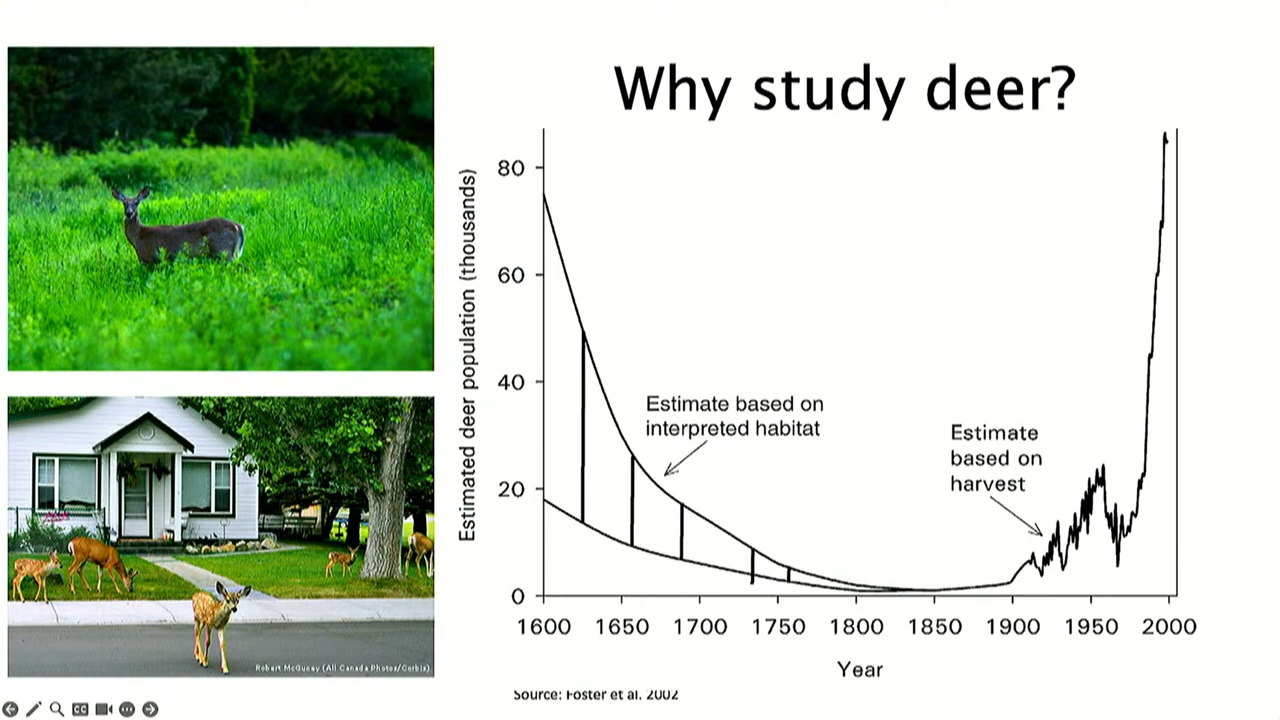 Why study deer?
Estimated deer population (thousands)
80
60
40
20
0
Estimate based on
interpreted habitat
Estimate
based on
harvest
1600 1650 1700 1750 1800 1850 1900 1950 2000
Year
Source: Foster et al. 2002
Robert McGouey (All Canada Photos/Corbis)
CC